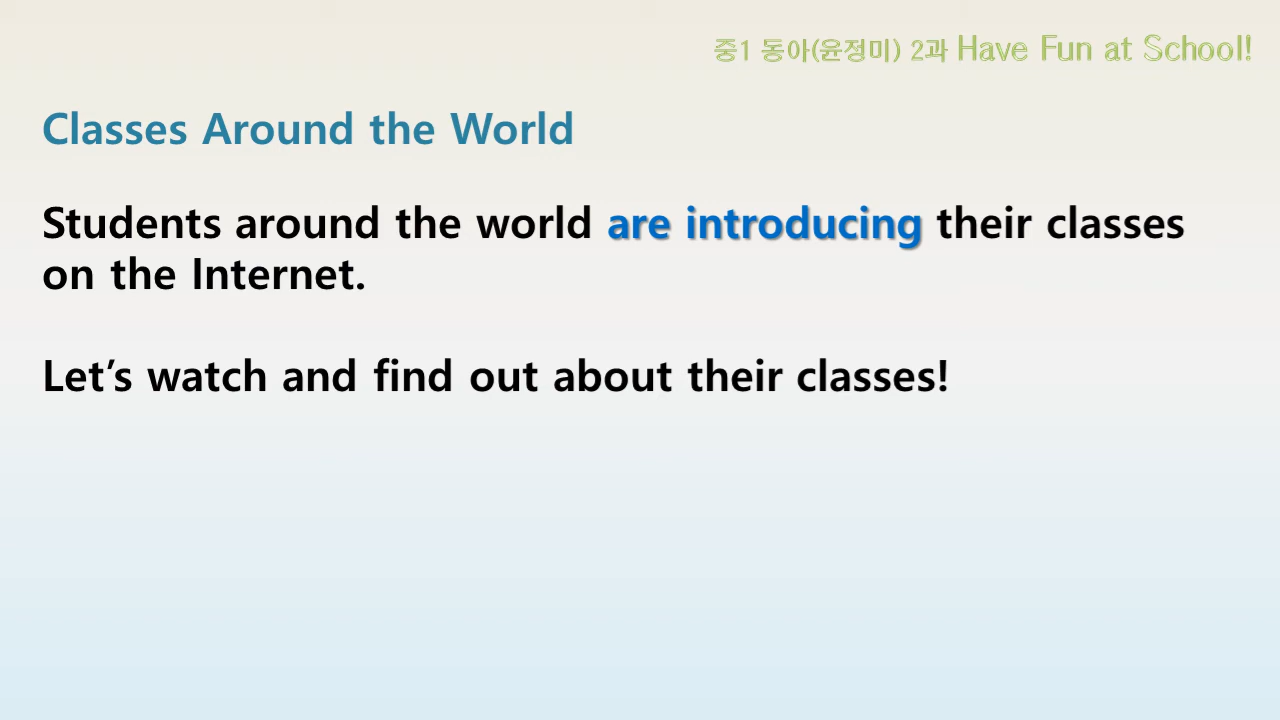 중1 동아(윤정미) 2과 Have Fun at School!
Classes Around the World
Students around the world are introducing their classes
on the Internet.
Let’s watch and find out about their classes!